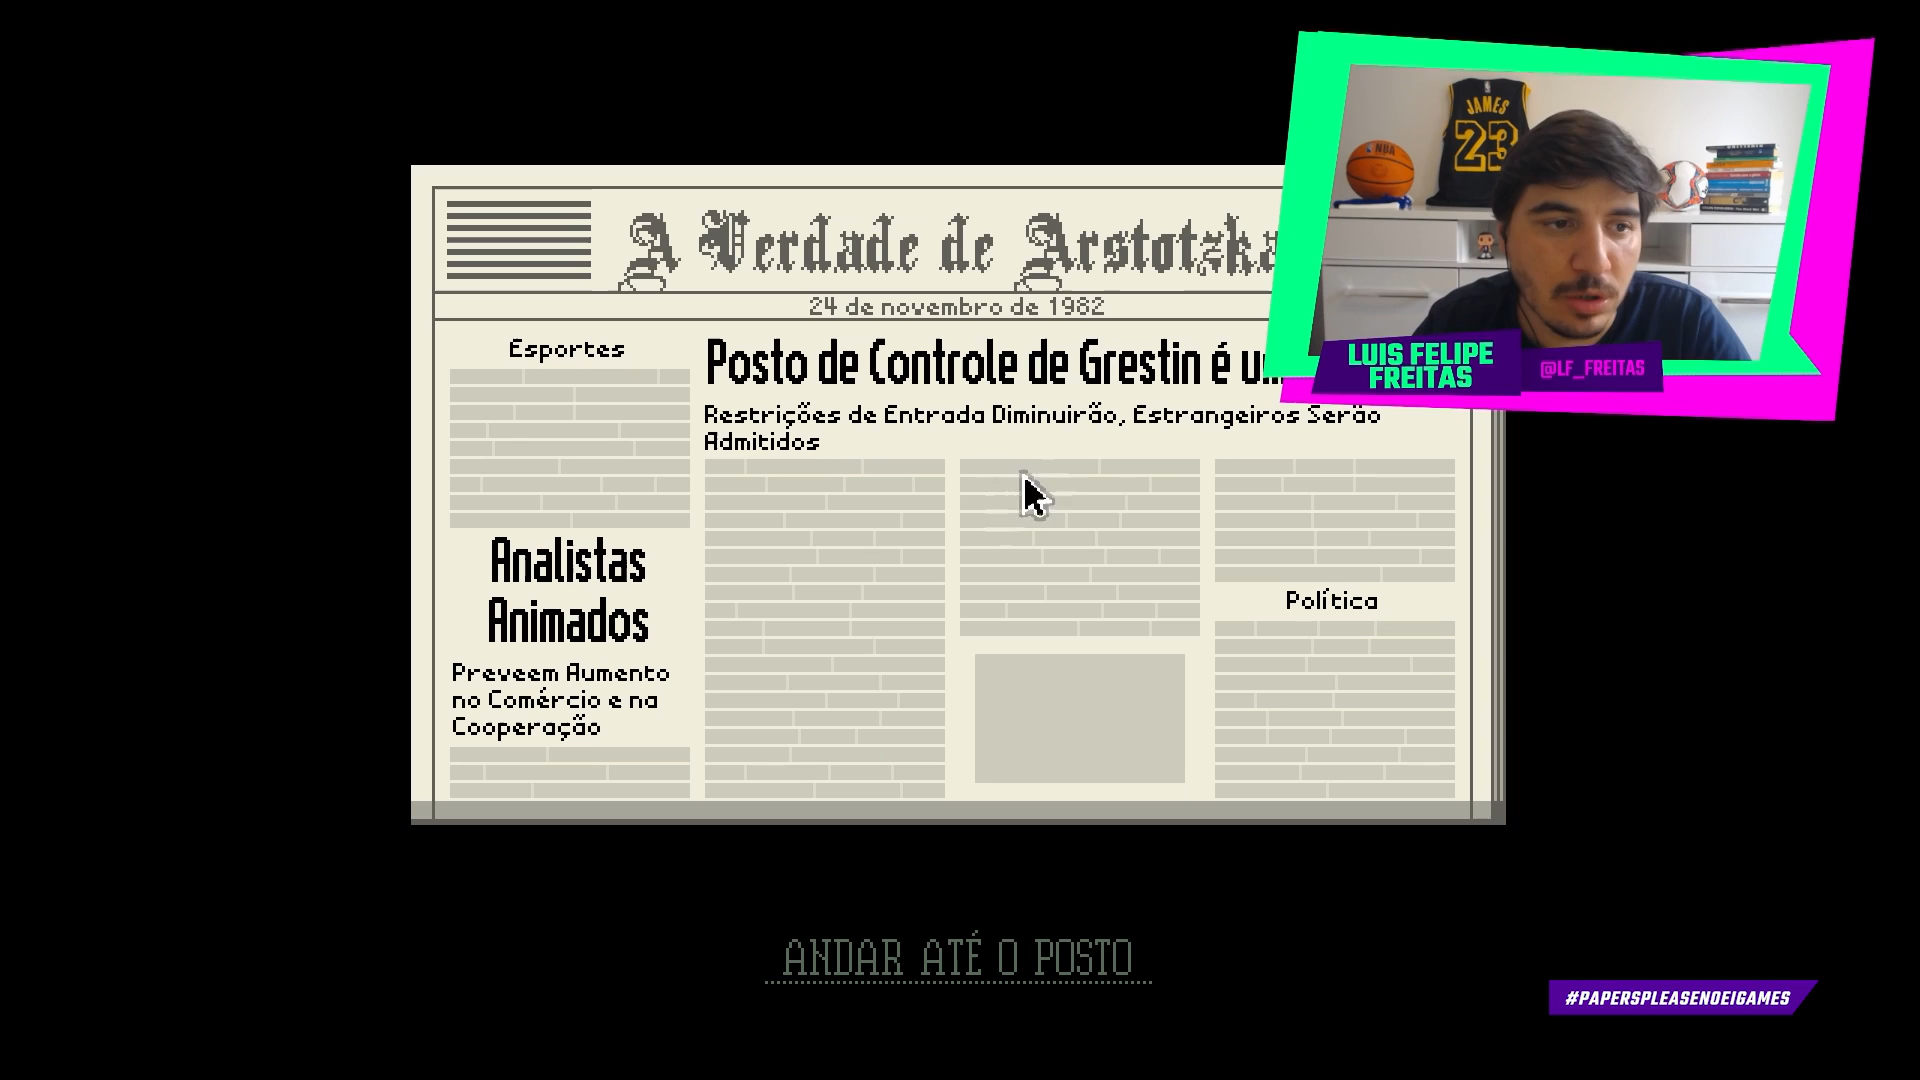 A Verdade de Arstotzka
24 de novembro de 1982
Esportes
Posto de Controle de Grestin é
Restrições de Entrada Diminuirão, Estrangeiros Serão
Admitidos
Analistas
Animados
Preveem Aumento
no Comércio e na
Cooperação
Política
ANDAR ATÉ O POSTO
JAMES
23
NBA
LUIS FELIPE
FREITAS
@LF_FREITAS
#PAPERSPLEASENOEIGAMES